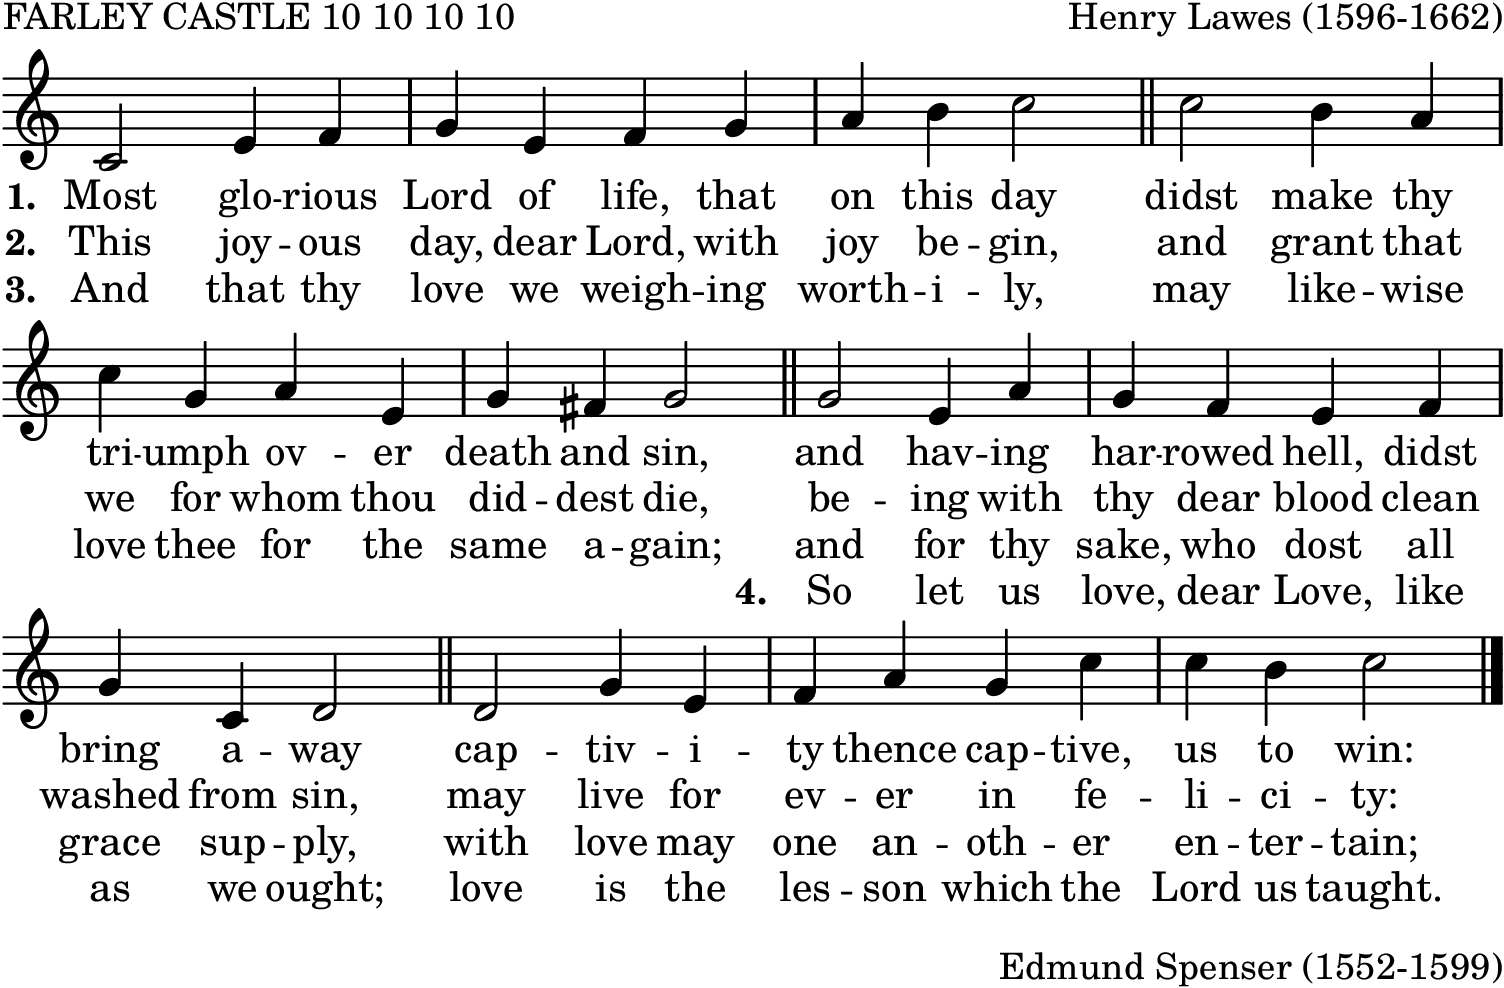 FARLEY CASTLE 10 10 10 10 Henry Lawes (1596-1662)
1. Most glo - rious Lord of life, that on this day didst make thy
2. This joy - ous day, dear Lord, with joy be - gin, and grant that
3. And that thy love we weigh - ing worth - i - ly, may like - wise
tri - umph ov - er death and sin, and hav - ing har - rowed hell, didst
we for whom thou did - dest die, be - ing with thy dear blood clean
love thee for the same a - gain; and for thy sake, who dost all
4. So let us love, dear Love, like
bring a - way cap - tiv - i - ty thence cap - tive, us to win:
washed from sin, may live for ev - er in fe - li - ci - ty:
grace sup - ply, with love may one an - oth - er en - ter - tain;
as we ought; love is the les - son which the Lord us taught.
Edmund Spenser (1552-1599)